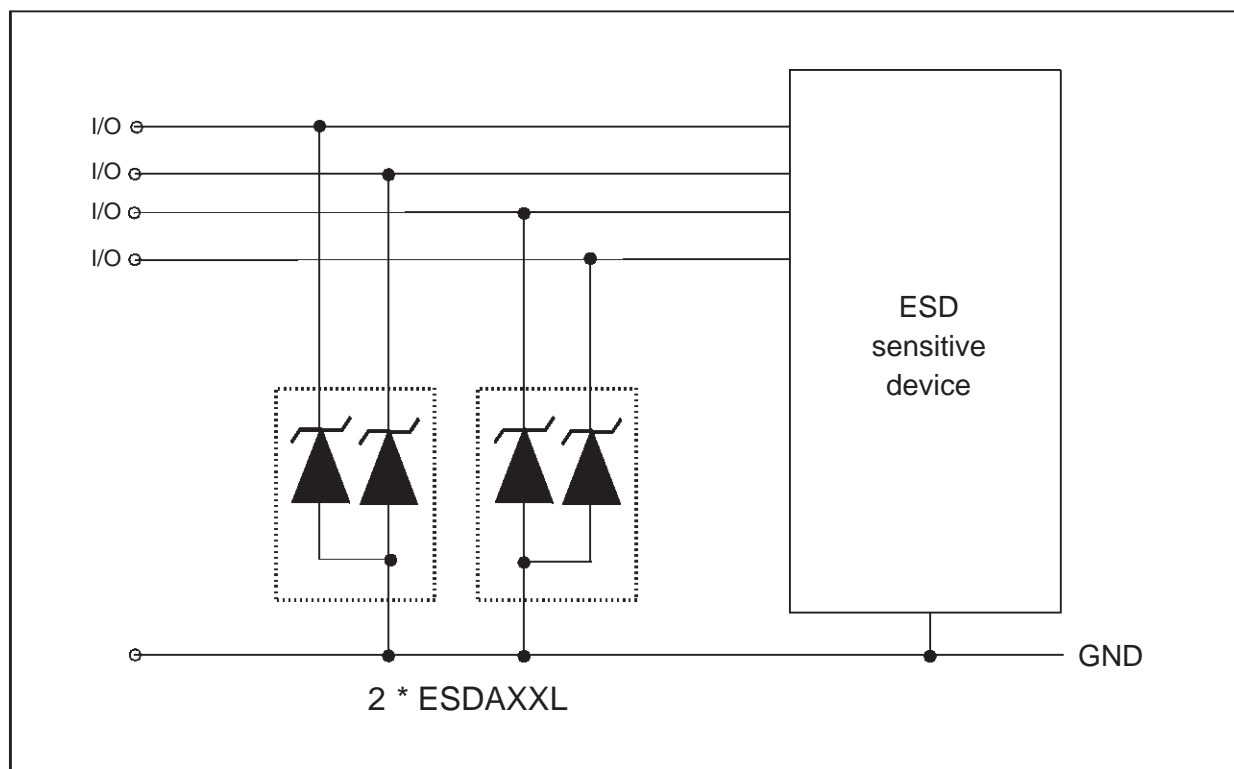 I/O
I/O
I/O
I/O
ESD
sensitive
device
GND
2 * ESDAXXL